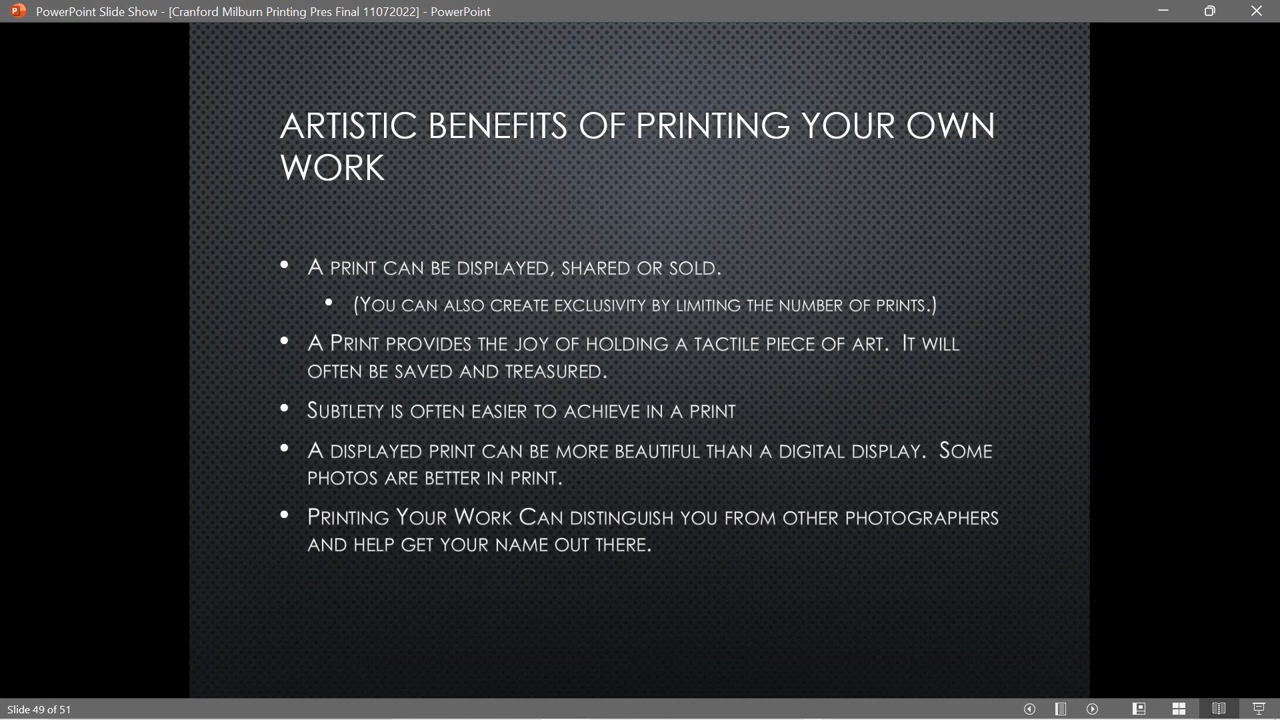 PowerPoint Slide Show - [Cranford Milburn Printing Pres Final 11072022] - PowerPoint
ARTISTIC BENEFITS OF PRINTING YOUR OWN
WORK
• A PRINT CAN BE DISPLAYED, SHARED OR SOLD.
• (YOU CAN ALSO CREATE EXCLUSIVITY BY LIMITING THE NUMBER OF PRINTS.)
• A PRINT PROVIDES THE JOY OF HOLDING A TACTILE PIECE OF ART.  IT WILL
OFTEN BE SAVED AND TREASURED.
• SUBTLETY IS OFTEN EASIER TO ACHIEVE IN A PRINT
• A DISPLAYED PRINT CAN BE MORE BEAUTIFUL THAN A DIGITAL DISPLAY.  SOME
PHOTOS ARE BETTER IN PRINT.
• PRINTING YOUR WORK CAN DISTINGUISH YOU FROM OTHER PHOTOGRAPHERS
AND HELP GET YOUR NAME OUT THERE.
Slide 49 of 51